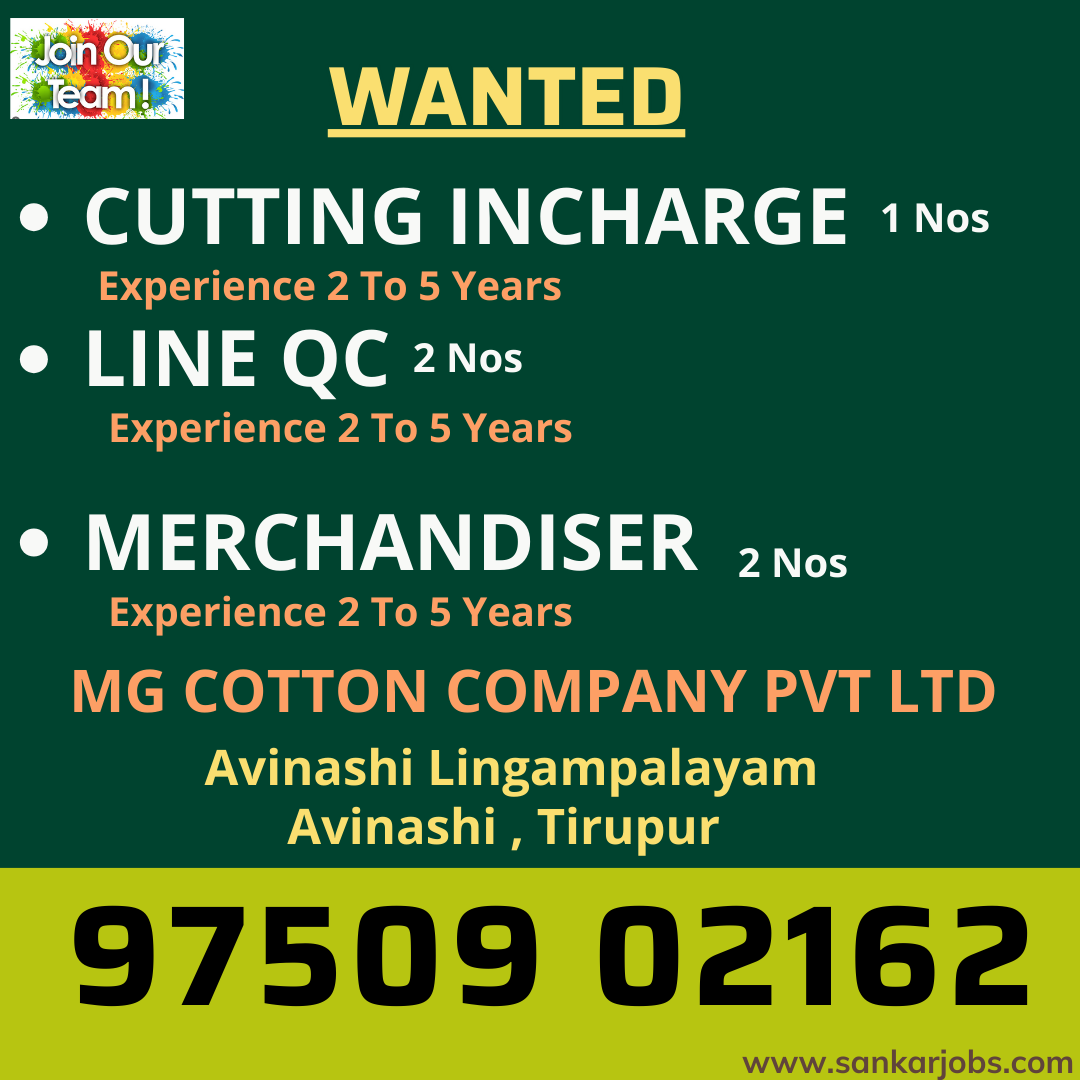 Join Our
Team !
WANTED
• CUTTING INCHARGE 1 Nos
Experience 2 To 5 Years
• LINE QC 2 Nos
Experience 2 To 5 Years
• MERCHANDISER 2 Nos
Experience 2 To 5 Years
MG COTTON COMPANY PVT LTD
Avinashi Lingampalayam
Avinashi , Tirupur
97509 02162
www.sankarjobs.com